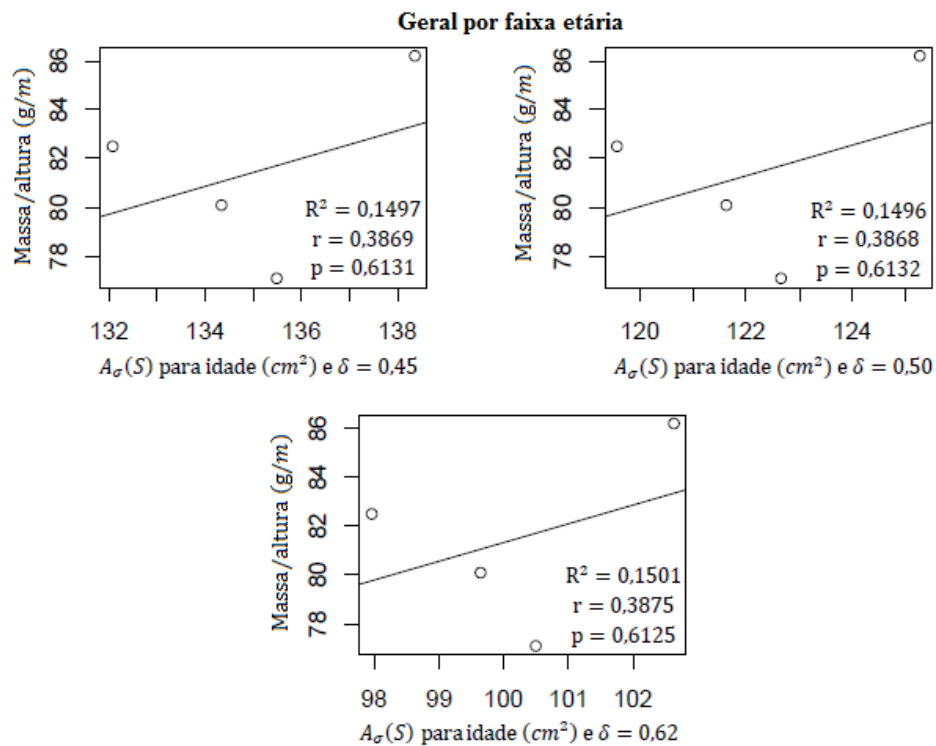 Geral por faixa etária
Massa/altura (g/m)
86
84
82
80
78
R² = 0,1497
r = 0,3869
p = 0,6131
132 134 136 138
A_σ(S) para idade (cm²) e δ = 0,45
Massa/altura (g/m)
86
84
82
80
78
R² = 0,1496
r = 0,3868
p = 0,6132
120 122 124
A_σ(S) para idade (cm²) e δ = 0,50
Massa/altura (g/m)
86
84
82
80
78
R² = 0,1501
r = 0,3875
p = 0,6125
98 99 100 101 102
A_σ(S) para idade (cm²) e δ = 0,62